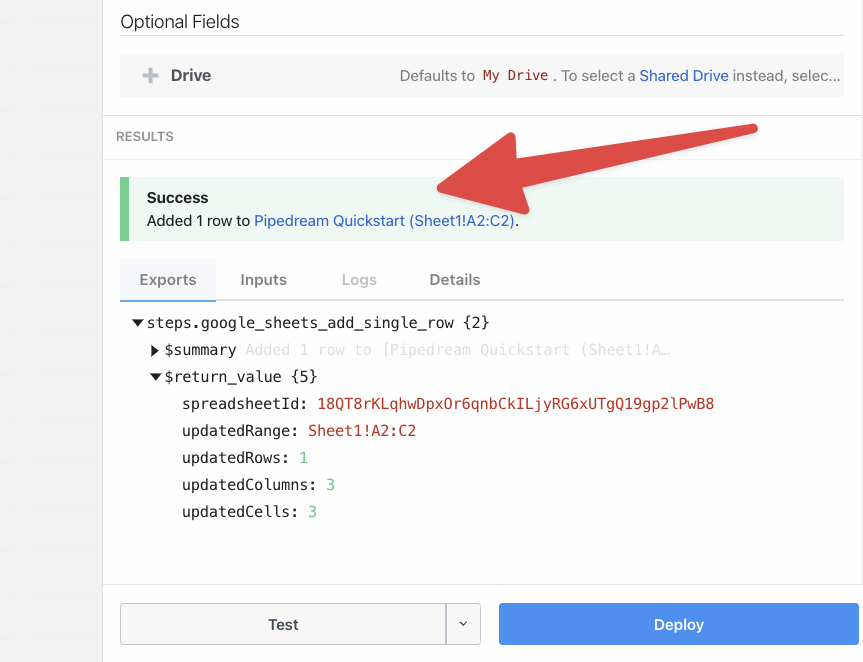 Optional Fields
Drive Defaults to My Drive . To select a Shared Drive instead, selec...
RESULTS
Success
Added 1 row to Pipedream Quickstart (Sheet1!A2:C2).
Exports Inputs Logs Details
steps.google_sheets_add_single_row {2}
$summary Added 1 row to [Pipedream Quickstart (Sheet1!A…
$return_value {5}
spreadsheetId: 18QT8rKLqhwDpxOr6qnbCkILjyRG6xUTgQ19gp2lPwB8
updatedRange: Sheet1!A2:C2
updatedRows: 1
updatedColumns: 3
updatedCells: 3
Test Deploy